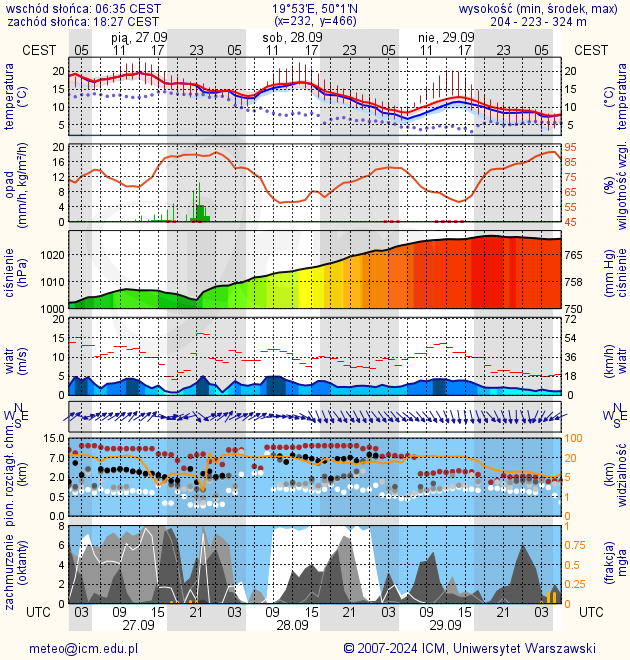 wschód słońca: 06:35 CEST
19°53'E, 50°1'N
wysokość (min, środek, max)
zachód słońca: 18:27 CEST
(x=232, y=466)
204 - 223 - 324 m
pią, 27.09
sob, 28.09
nie, 29.09
CEST 05 11 17 23 05 11 17 23 05 11 17 23 05 CEST
temperatura
(°C)
20
15
10
5
20
15
10
5
temperatura
(°C)
opad
(mm/h, kg/m²/h)
20
16
12
8
4
0
95
85
75
65
55
45
(%)
wilgotność wzgl.
ciśnienie
(hPa)
1020
1010
1000
765
758
750
(mm Hg)
ciśnienie
wiatr
(m/s)
20
15
10
5
0
72
54
36
18
0
(km/h)
wiatr
N
W E
S
N
W E
S
pion. rozciągł. chm.
(km)
15.0
7.0
2.0
0.5
0.0
100
20
5
1
0
(km)
widzialność
zachmurzenie
(oktanty)
8
6
4
2
0
1
0.75
0.5
0.25
0
(frakcja)
mgła
UTC 03 09 15 21 03 09 15 21 03 09 15 21 03 UTC
27.09
28.09
29.09
meteo@icm.edu.pl
© 2007-2024 ICM, Uniwersytet Warszawski